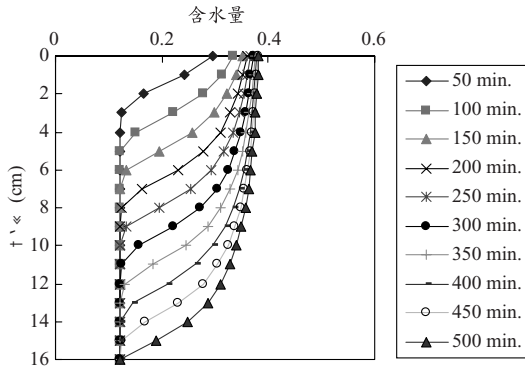 含水量
0 0.2 0.4 0.6
0
2
4
6
8
10
12
14
16
†‵« (cm)
50 min.
100 min.
150 min.
200 min.
250 min.
300 min.
350 min.
400 min.
450 min.
500 min.